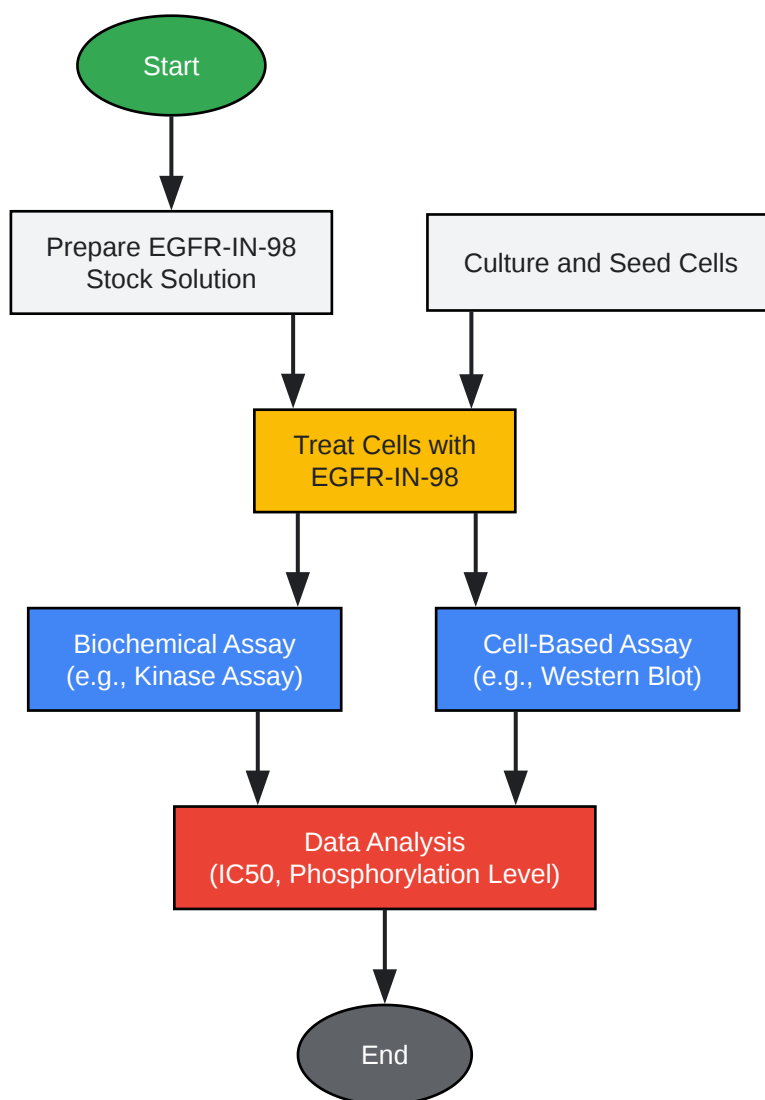 Start
Prepare EGFR-IN-98
Stock Solution
Culture and Seed Cells
Treat Cells with
EGFR-IN-98
Biochemical Assay
(e.g., Kinase Assay)
Cell-Based Assay
(e.g., Western Blot)
Data Analysis
(IC50, Phosphorylation Level)
End